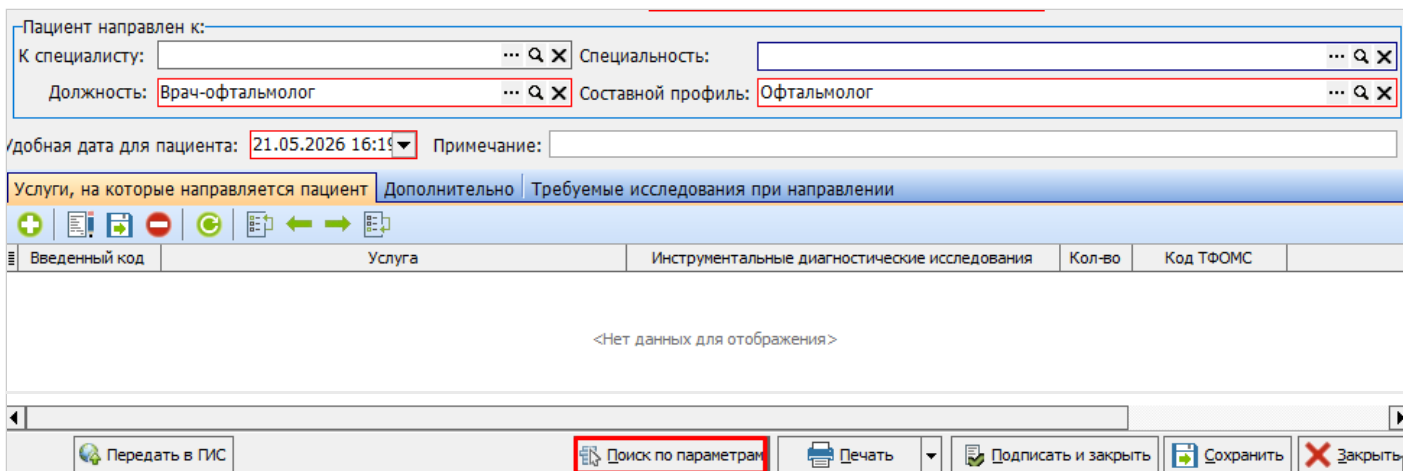 Пациент направлен к:
К специалисту: Специальность:
Должность: Врач-офтальмолог Составной профиль: Офтальмолог
Удобная дата для пациента: 21.05.2026 16:19 Примечание:
Услуги, на которые направляется пациент Дополнительно Требуемые исследования при направлении
Введенный код Услуга Инструментальные диагностические исследования Кол-во Код ТФОМС
<Нет данных для отображения>
Передать в ГИС Поиск по параметрам Печать Подписать и закрыть Сохранить Закрыть